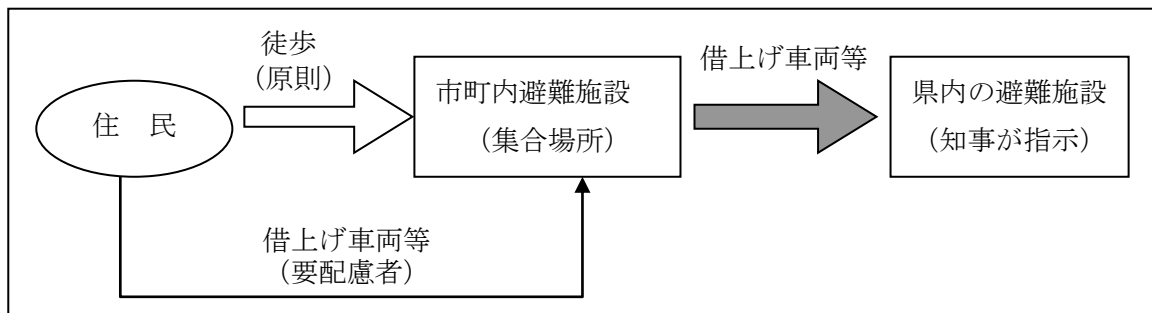 徒歩
（原則）
借上げ車両等
住　民
市町内避難施設
（集合場所）
県内の避難施設
（知事が指示）
借上げ車両等
（要配慮者）